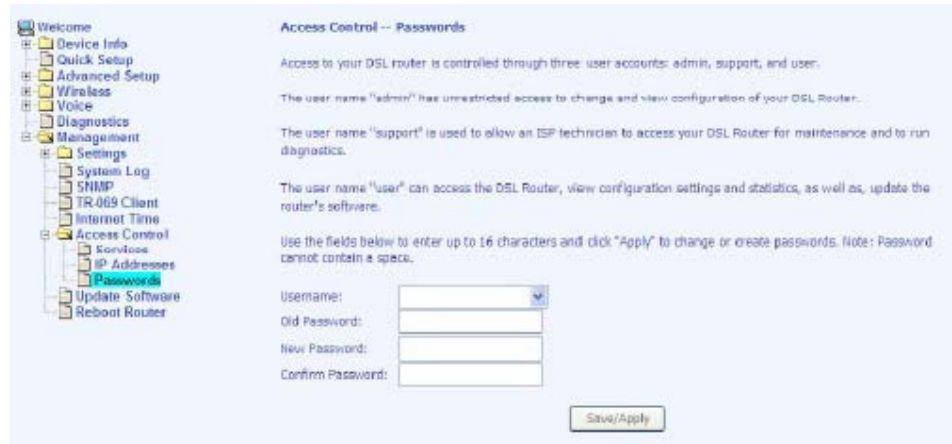 Welcome
Device Info
Quick Setup
Advanced Setup
Wireless
Voice
Diagnostics
Management
Settings
System Log
SNMP
TR-069 Client
Internet Time
Access Control
Services
IP Addresses
Passwords
Update Software
Reboot Router
Access Control -- Passwords
Access to your DSL router is controlled through three user accounts: admin, support, and user.
The user name "admin" has unrestricted access to change and view configuration of your DSL Router.
The user name "support" is used to allow an ISP technician to access your DSL Router for maintenance and to run
diagnostics.
The user name "user" can access the DSL Router, view configuration settings and statistics, as well as, update the
router's software.
Use the fields below to enter up to 16 characters and click "Apply" to change or create passwords. Note: Password
cannot contain a space.
Username:
Old Password:
New Password:
Confirm Password:
Save/Apply